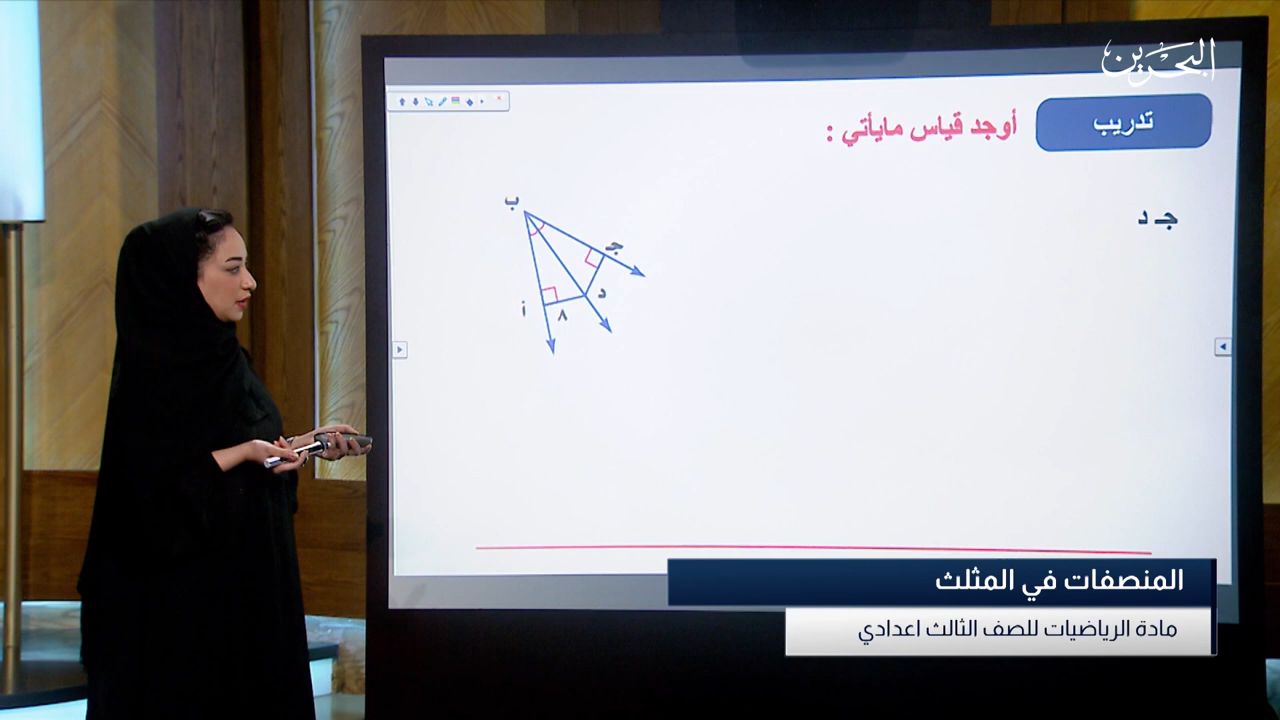 البحرين
تدريب
أوجد قياس مايأتي :
جـ د
ب
جـ
د
أ
٨
المنصفات في المثلث
مادة الرياضيات للصف الثالث اعدادي